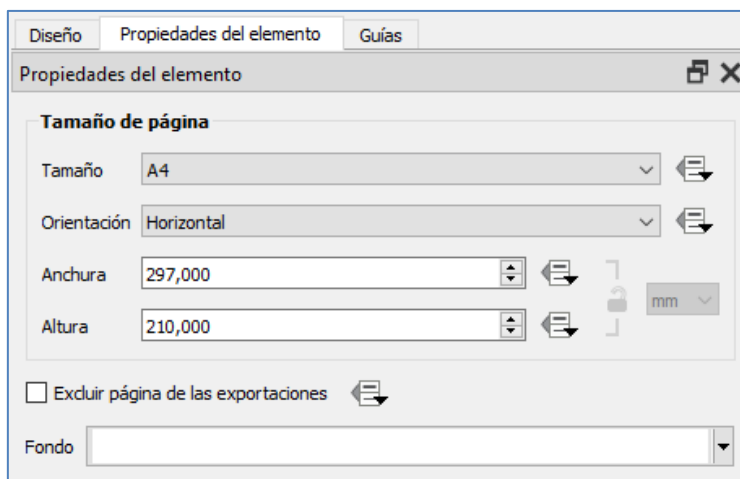 Diseño Propiedades del elemento Guías
Propiedades del elemento
Tamaño de página
Tamaño A4
Orientación Horizontal
Anchura 297,000
mm
Altura 210,000
Excluir página de las exportaciones
Fondo